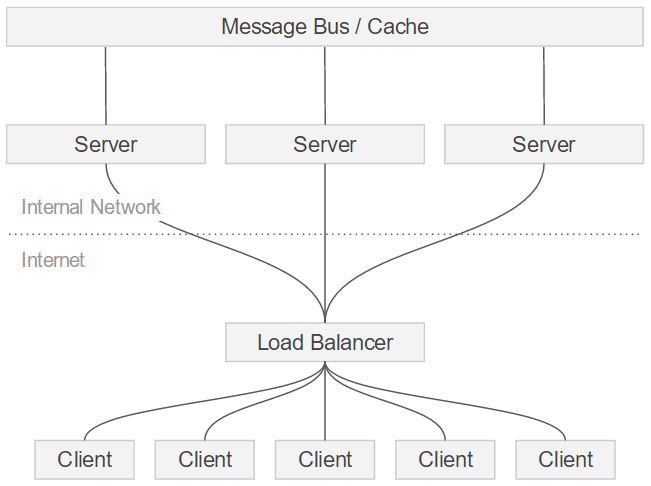 Message Bus / Cache
Server
Server
Server
Internal Network
Internet
Load Balancer
Client
Client
Client
Client
Client